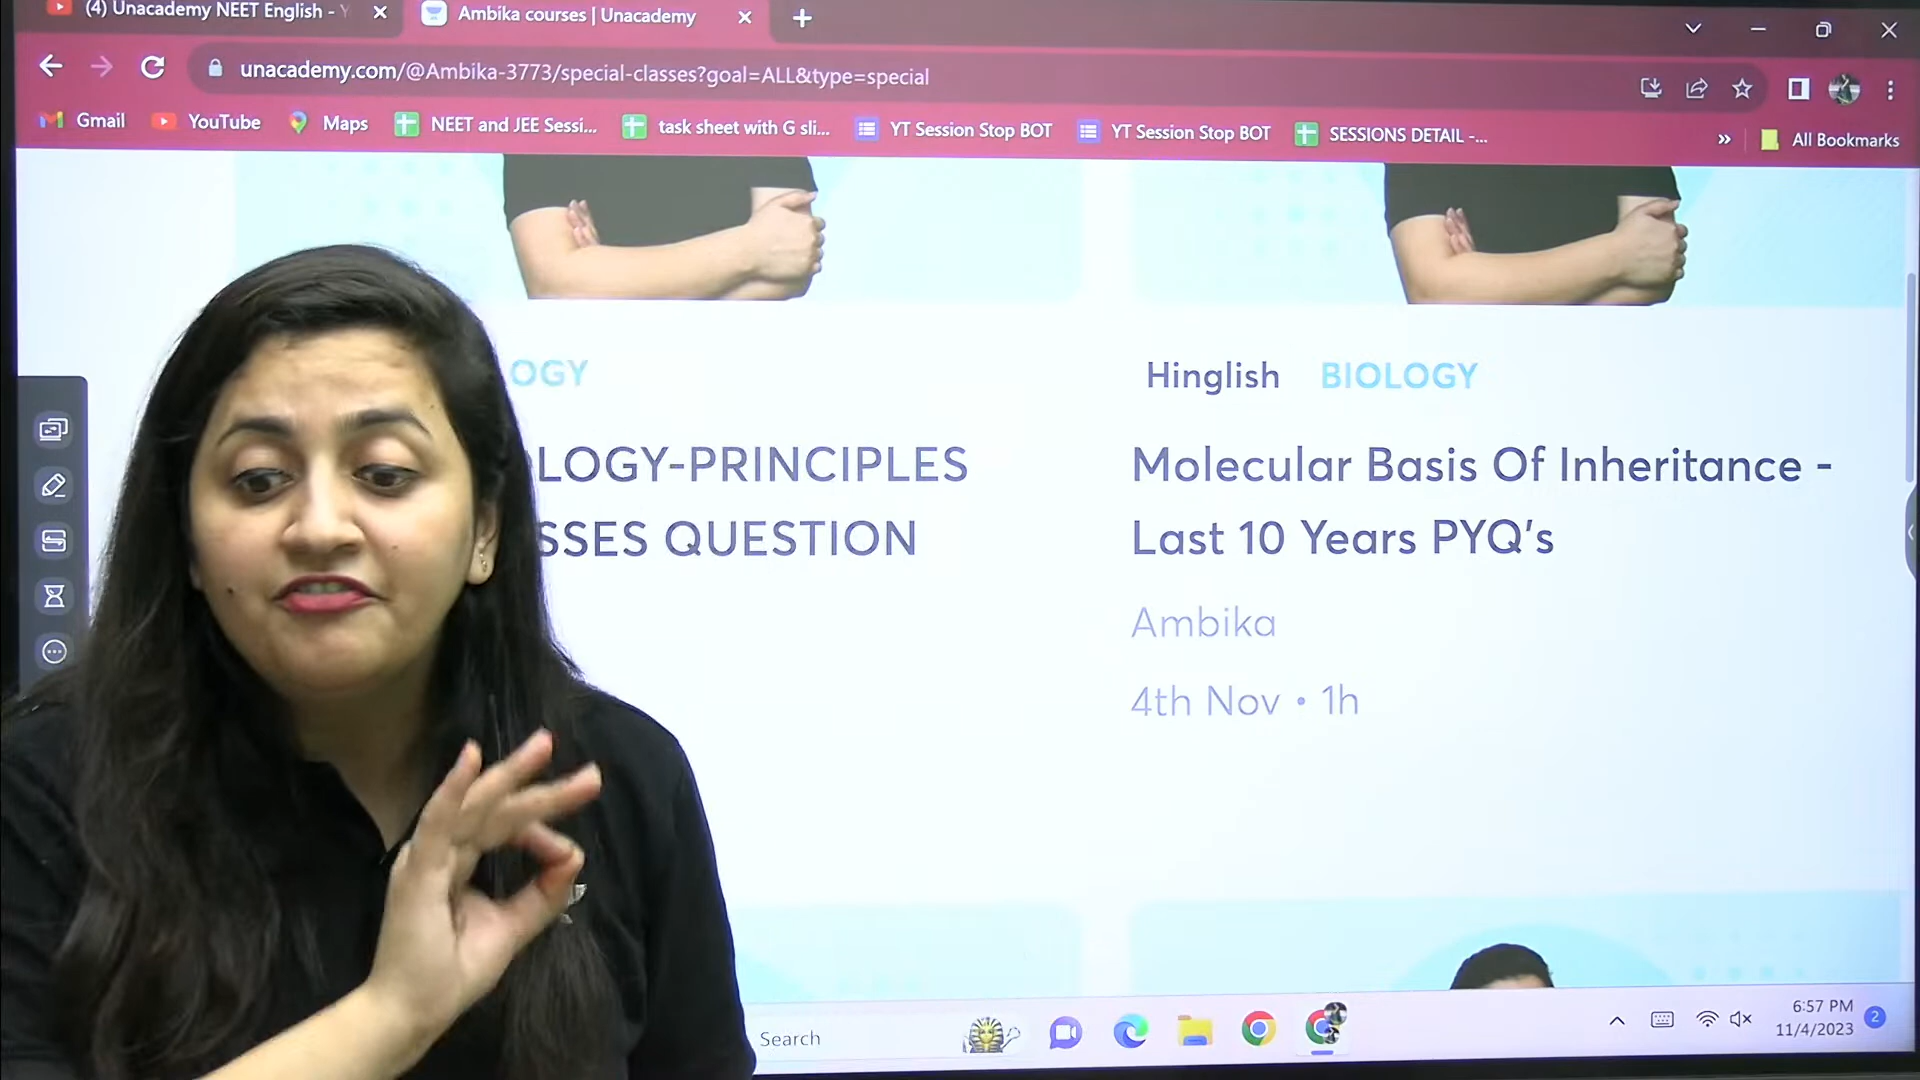 (4) Unacademy NEET English -
Ambika courses | Unacademy
unacademy.com/@Ambika-3773/special-classes?goal=ALL&type=special
Gmail YouTube Maps NEET and JEE Sessi... task sheet with G sli... YT Session Stop BOT YT Session Stop BOT SESSIONS DETAIL -... » All Bookmarks
OGY
LOGY-PRINCIPLES
SSES QUESTION
Hinglish BIOLOGY
Molecular Basis Of Inheritance -
Last 10 Years PYQ's
Ambika
4th Nov • 1h
Search
6:57 PM
11/4/2023
2